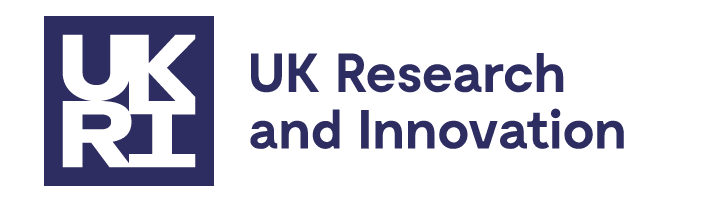 UK
RI
UK Research
and Innovation